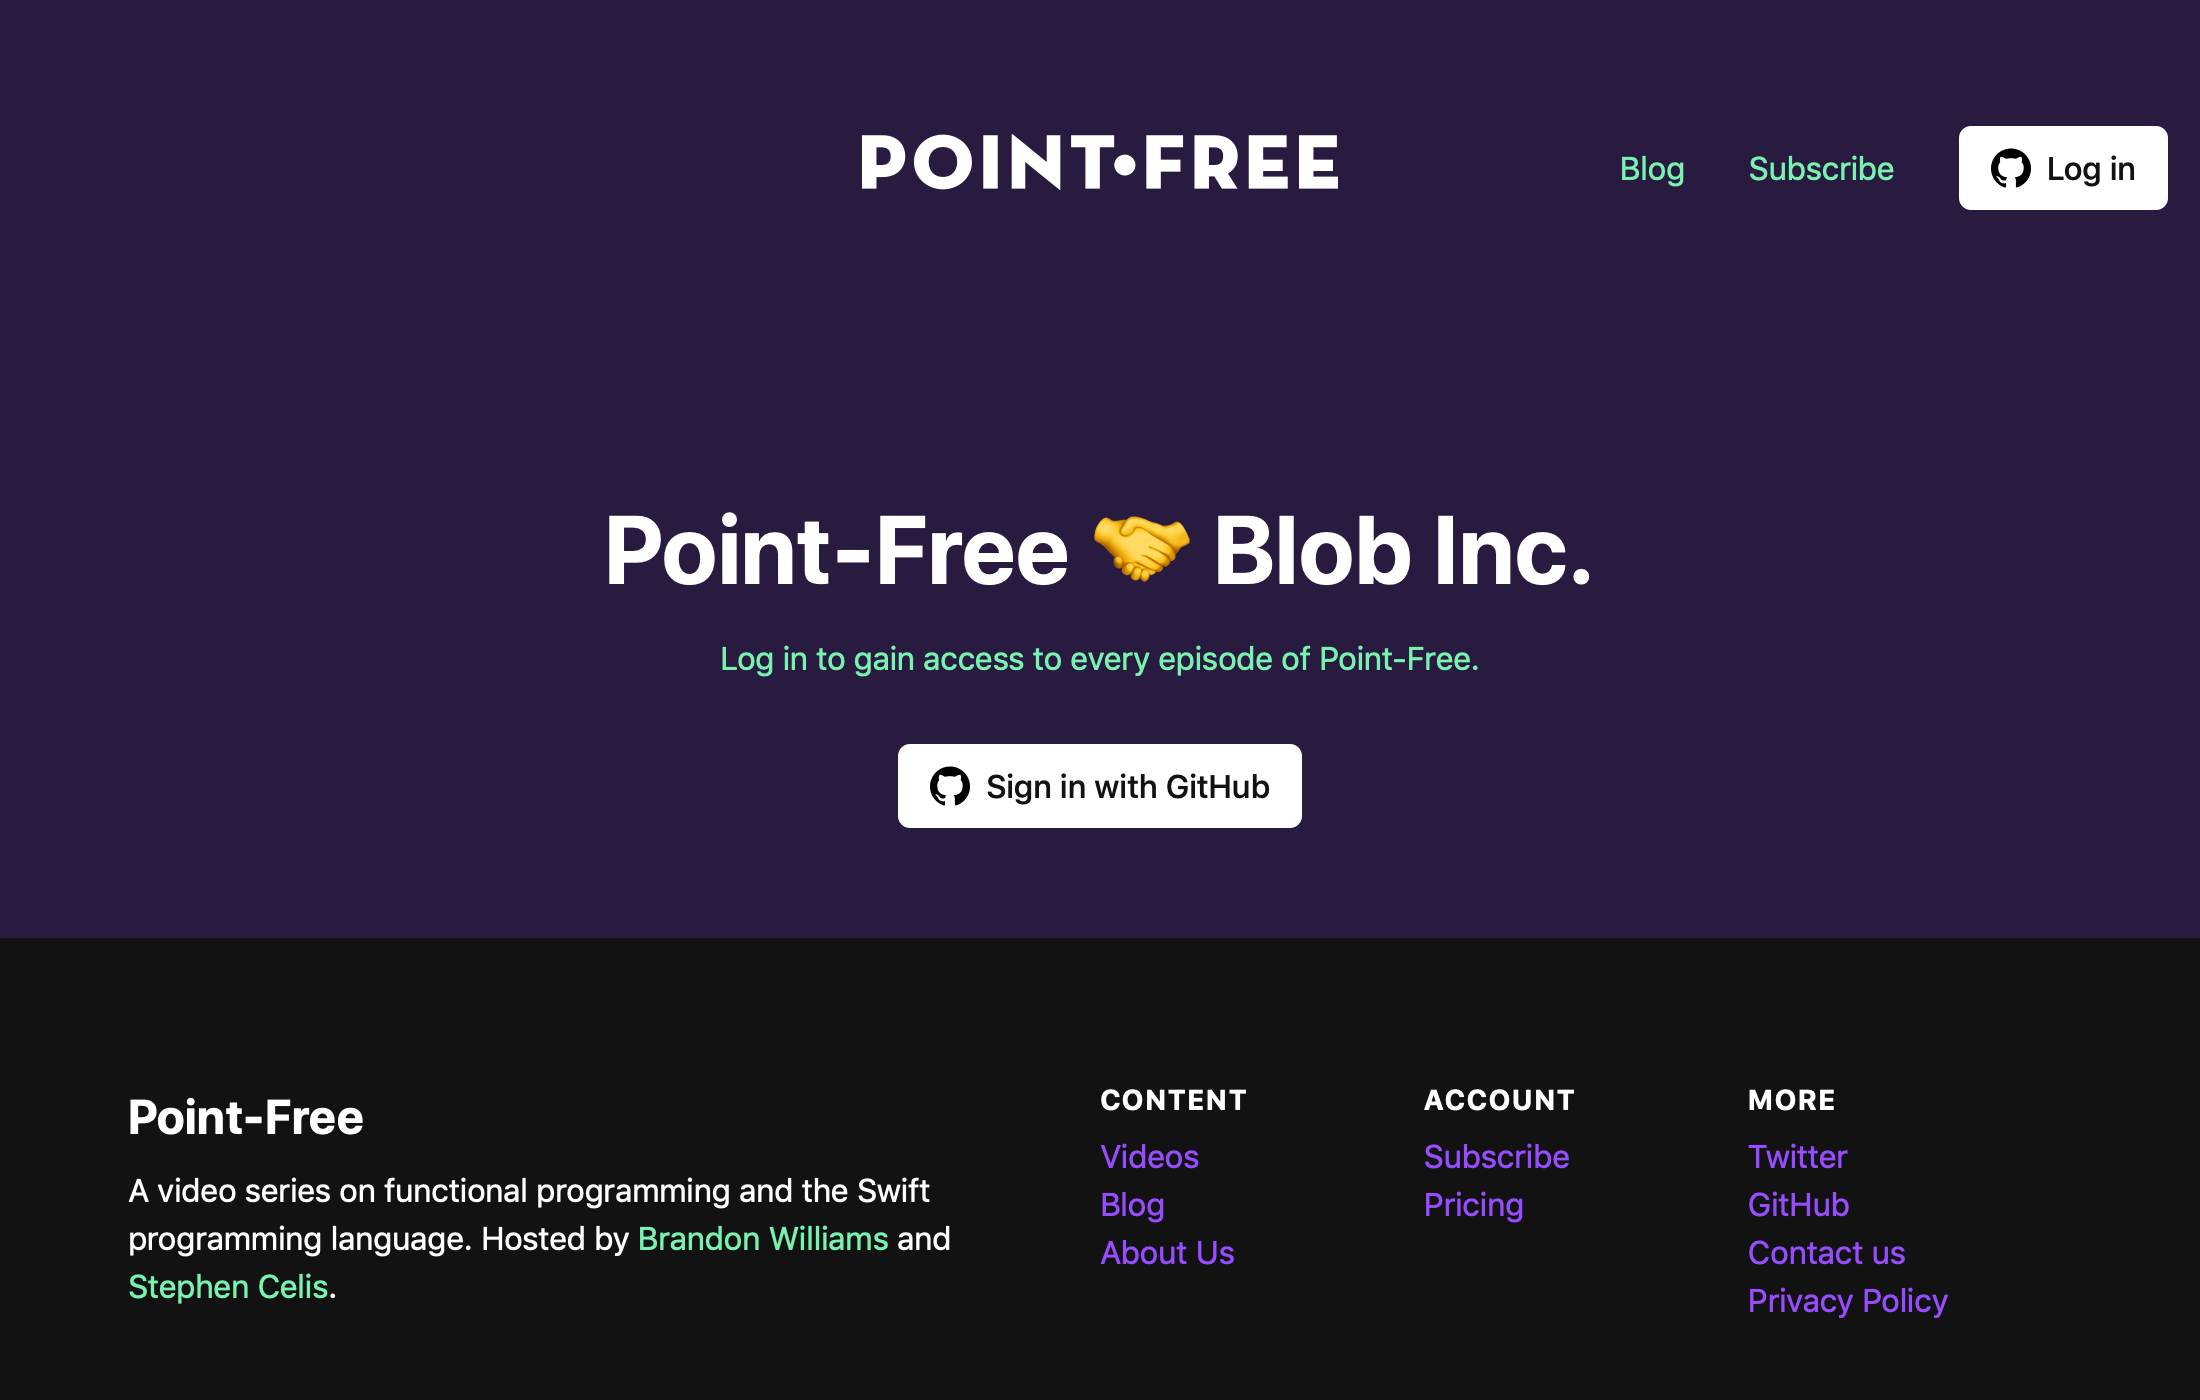 POINT•FREE
Blog
Subscribe
Log in
Point-Free 🤝 Blob Inc.
Log in to gain access to every episode of Point-Free.
Sign in with GitHub
Point-Free
A video series on functional programming and the Swift
programming language. Hosted by Brandon Williams and
Stephen Celis.
CONTENT
Videos
Blog
About Us
ACCOUNT
Subscribe
Pricing
MORE
Twitter
GitHub
Contact us
Privacy Policy